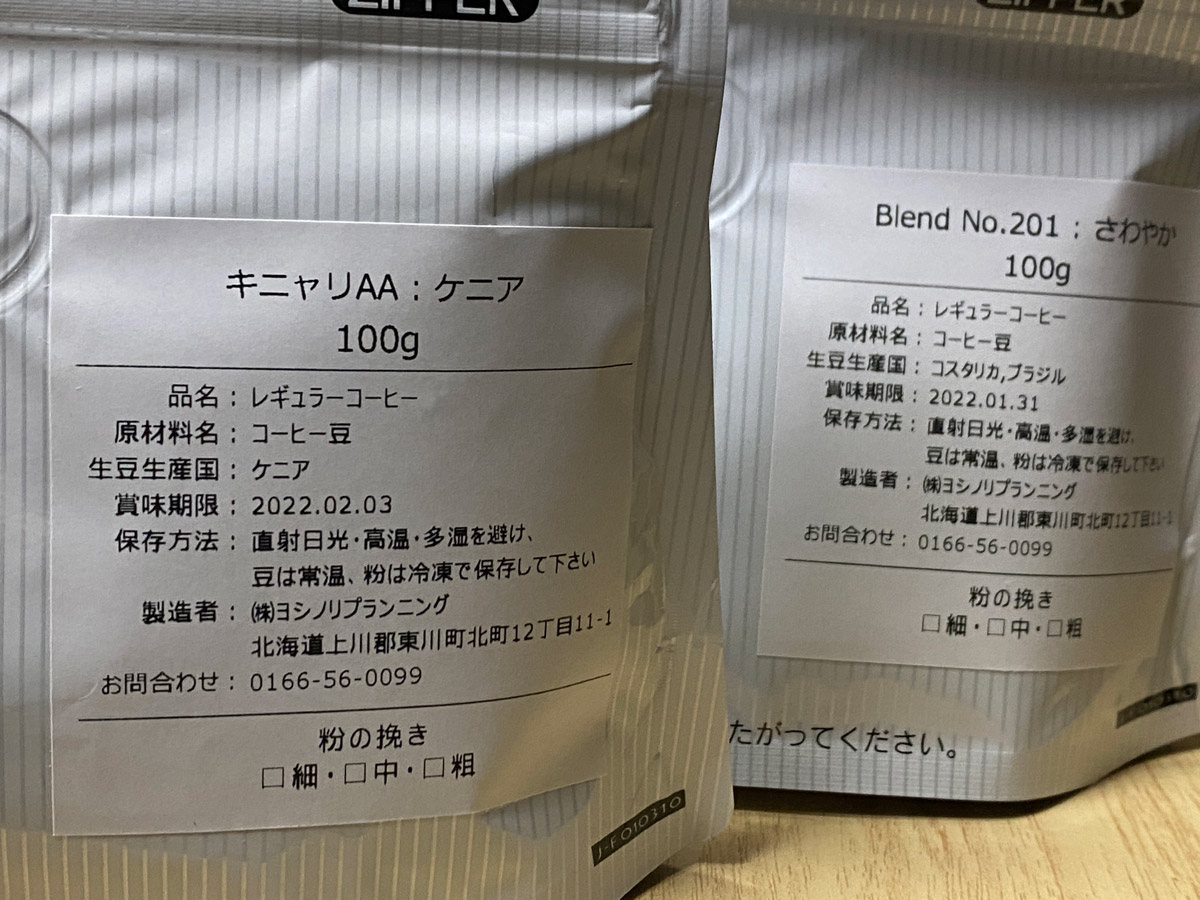 ZIPPER
キニャリAA：ケニア
100g
品名：レギュラーコーヒー
原材料名：コーヒー豆
生豆生産国：ケニア
賞味期限：2022.02.03
保存方法：直射日光・高温・多湿を避け、
豆は常温、粉は冷凍で保存して下さい
製造者：㈱ヨシノリプランニング
北海道上川郡東川町北町12丁目11-1
お問合わせ：0166-56-0099
粉の挽き
□細・□中・□粗
J-F010310
ZIPPER
Blend No.201：さわやか
100g
品名：レギュラーコーヒー
原材料名：コーヒー豆
生豆生産国：コスタリカ,ブラジル
賞味期限：2022.01.31
保存方法：直射日光・高温・多湿を避け、
豆は常温、粉は冷凍で保存して下さい
製造者：㈱ヨシノリプランニング
北海道上川郡東川町北町12丁目11-1
お問合わせ：0166-56-0099
粉の挽き
□細・□中・□粗
たがってください。